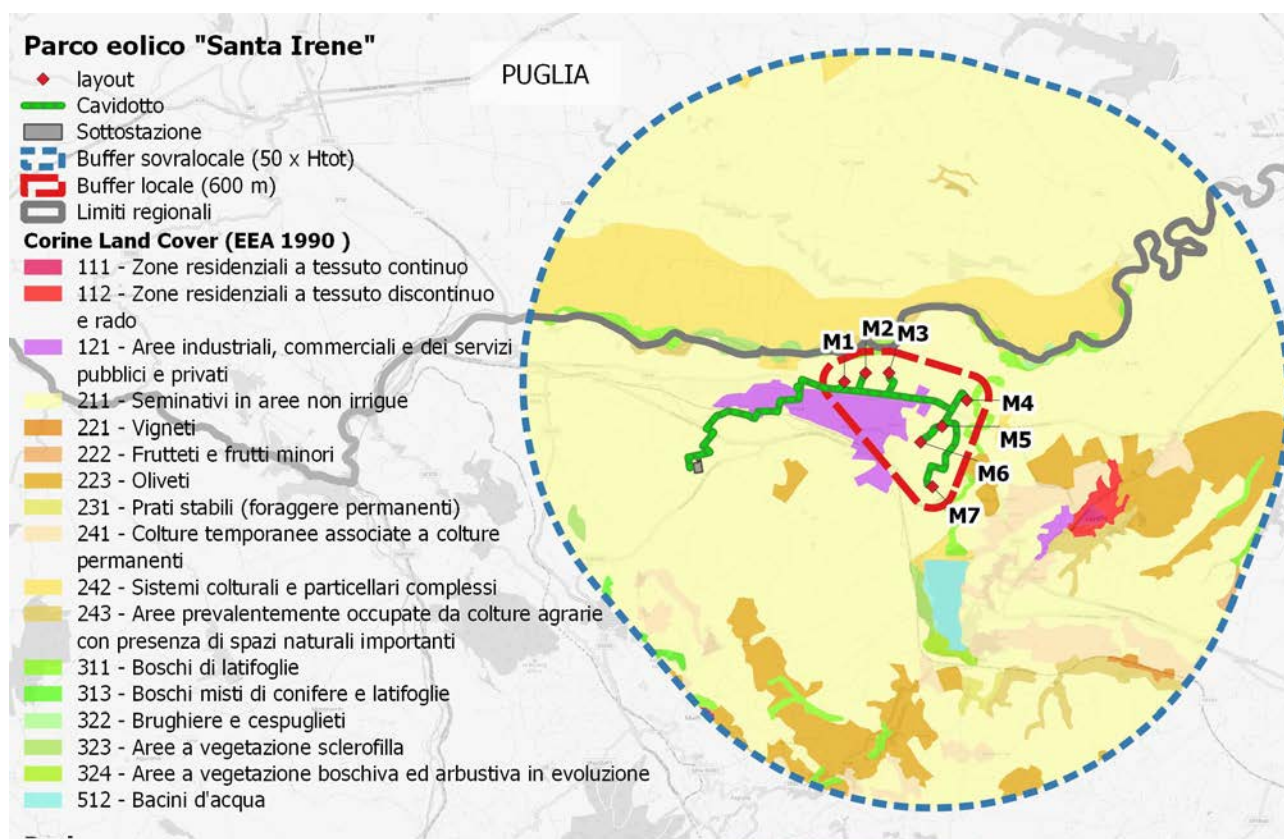 Parco eolico "Santa Irene"
layout
Cavidotto
Sottostazione
Buffer sovralocale (50 x Htot)
Buffer locale (600 m)
Limiti regionali
Corine Land Cover (EEA 1990 )
111 - Zone residenziali a tessuto continuo
112 - Zone residenziali a tessuto discontinuo
e rado
121 - Aree industriali, commerciali e dei servizi
pubblici e privati
211 - Seminativi in aree non irrigue
221 - Vigneti
222 - Frutteti e frutti minori
223 - Oliveti
231 - Prati stabili (foraggere permanenti)
241 - Colture temporanee associate a colture
permanenti
242 - Sistemi colturali e particellari complessi
243 - Aree prevalentemente occupate da colture agrarie
con presenza di spazi naturali importanti
311 - Boschi di latifoglie
313 - Boschi misti di conifere e latifoglie
322 - Brughiere e cespuglieti
323 - Aree a vegetazione sclerofilla
324 - Aree a vegetazione boschiva ed arbustiva in evoluzione
512 - Bacini d'acqua
PUGLIA
M1
M2
M3
M4
M5
M6
M7